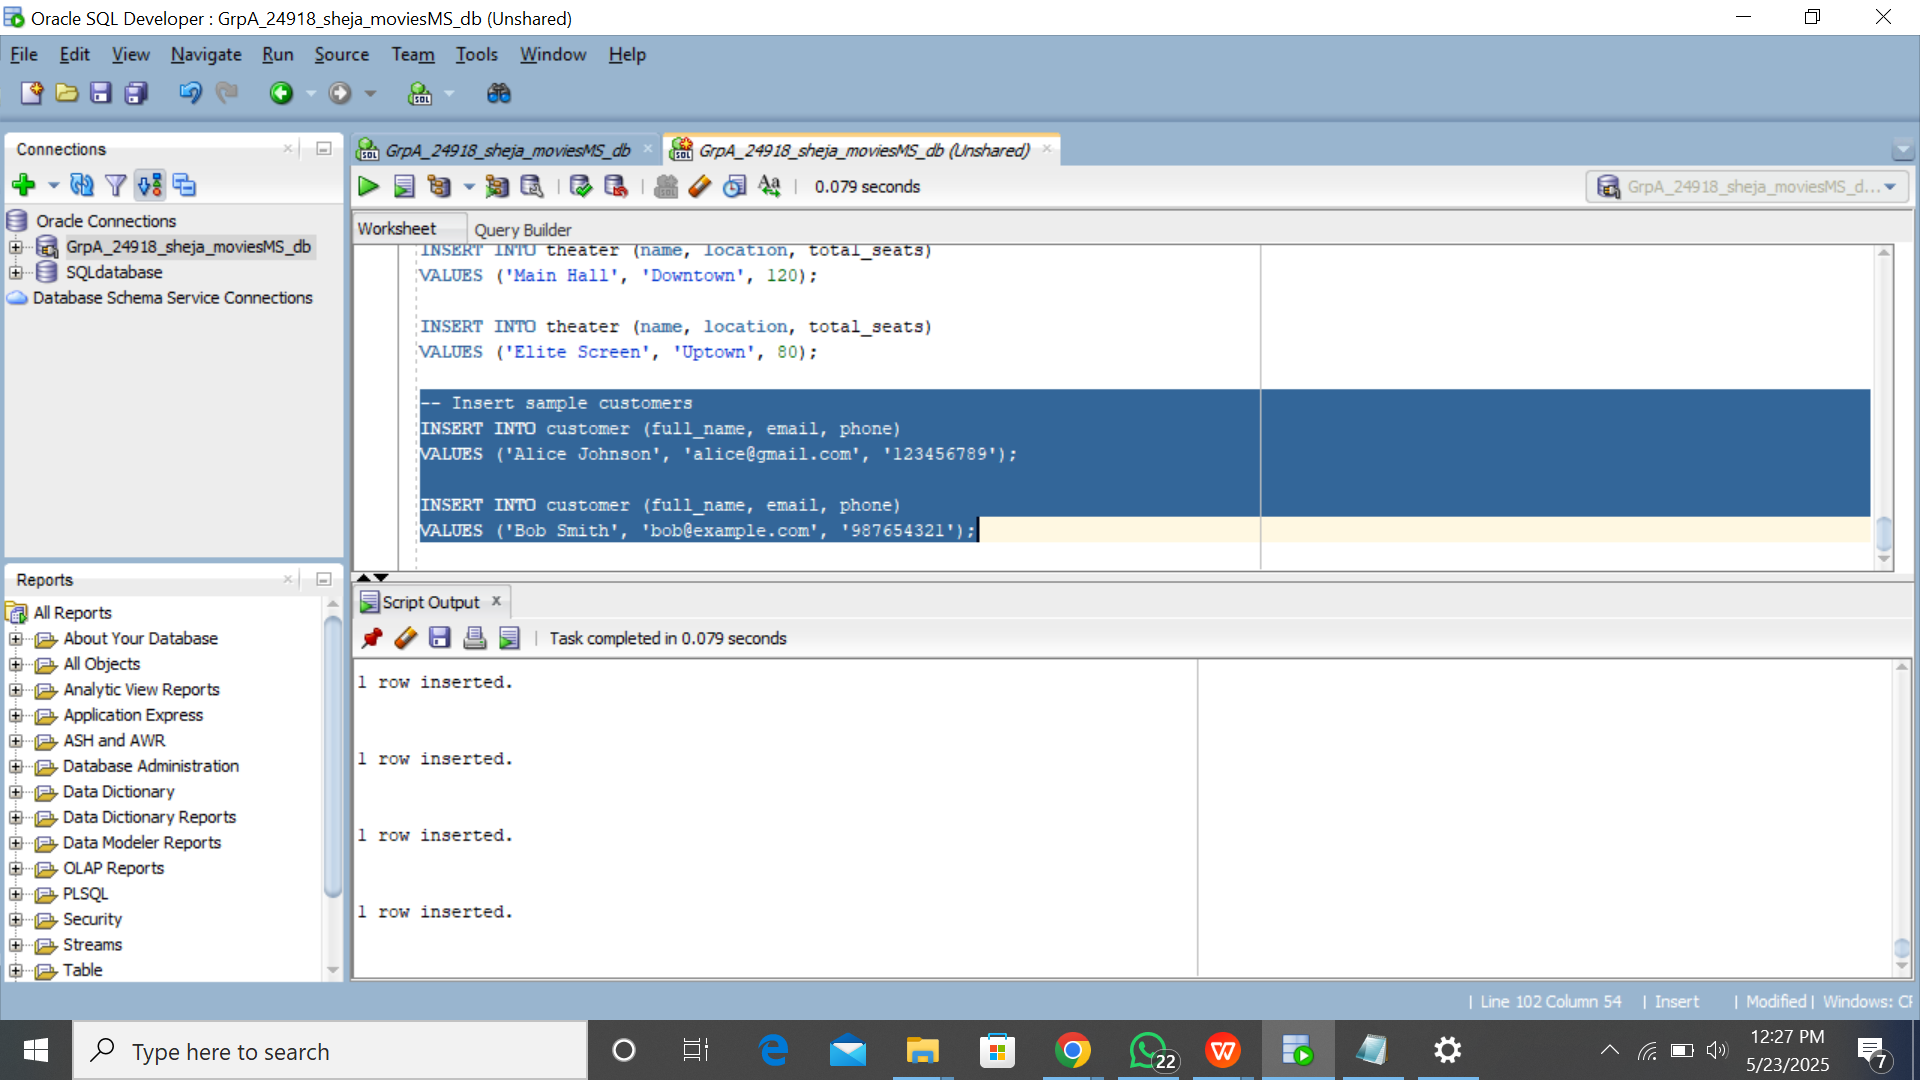 Oracle SQL Developer : GrpA_24918_sheja_moviesMS_db (Unshared)
File Edit View Navigate Run Source Team Tools Window Help
Connections
Oracle Connections
GrpA_24918_sheja_moviesMS_db
SQLdatabase
Database Schema Service Connections
Reports
All Reports
About Your Database
All Objects
Analytic View Reports
Application Express
ASH and AWR
Database Administration
Data Dictionary
Data Dictionary Reports
Data Modeler Reports
OLAP Reports
PLSQL
Security
Streams
Table
GrpA_24918_sheja_moviesMS_db
GrpA_24918_sheja_moviesMS_db (Unshared)
0.079 seconds
GrpA_24918_sheja_moviesMS_d...
Worksheet Query Builder
INSERT INTO theater (name, location, total_seats)
VALUES ('Main Hall', 'Downtown', 120);
INSERT INTO theater (name, location, total_seats)
VALUES ('Elite Screen', 'Uptown', 80);
-- Insert sample customers
INSERT INTO customer (full_name, email, phone)
VALUES ('Alice Johnson', 'alice@gmail.com', '123456789');
INSERT INTO customer (full_name, email, phone)
VALUES ('Bob Smith', 'bob@example.com', '987654321');
Script Output
Task completed in 0.079 seconds
1 row inserted.
1 row inserted.
1 row inserted.
1 row inserted.
| Line 102 Column 54 | Insert | Modified | Windows: CF
Type here to search
22
W
12:27 PM
5/23/2025
7